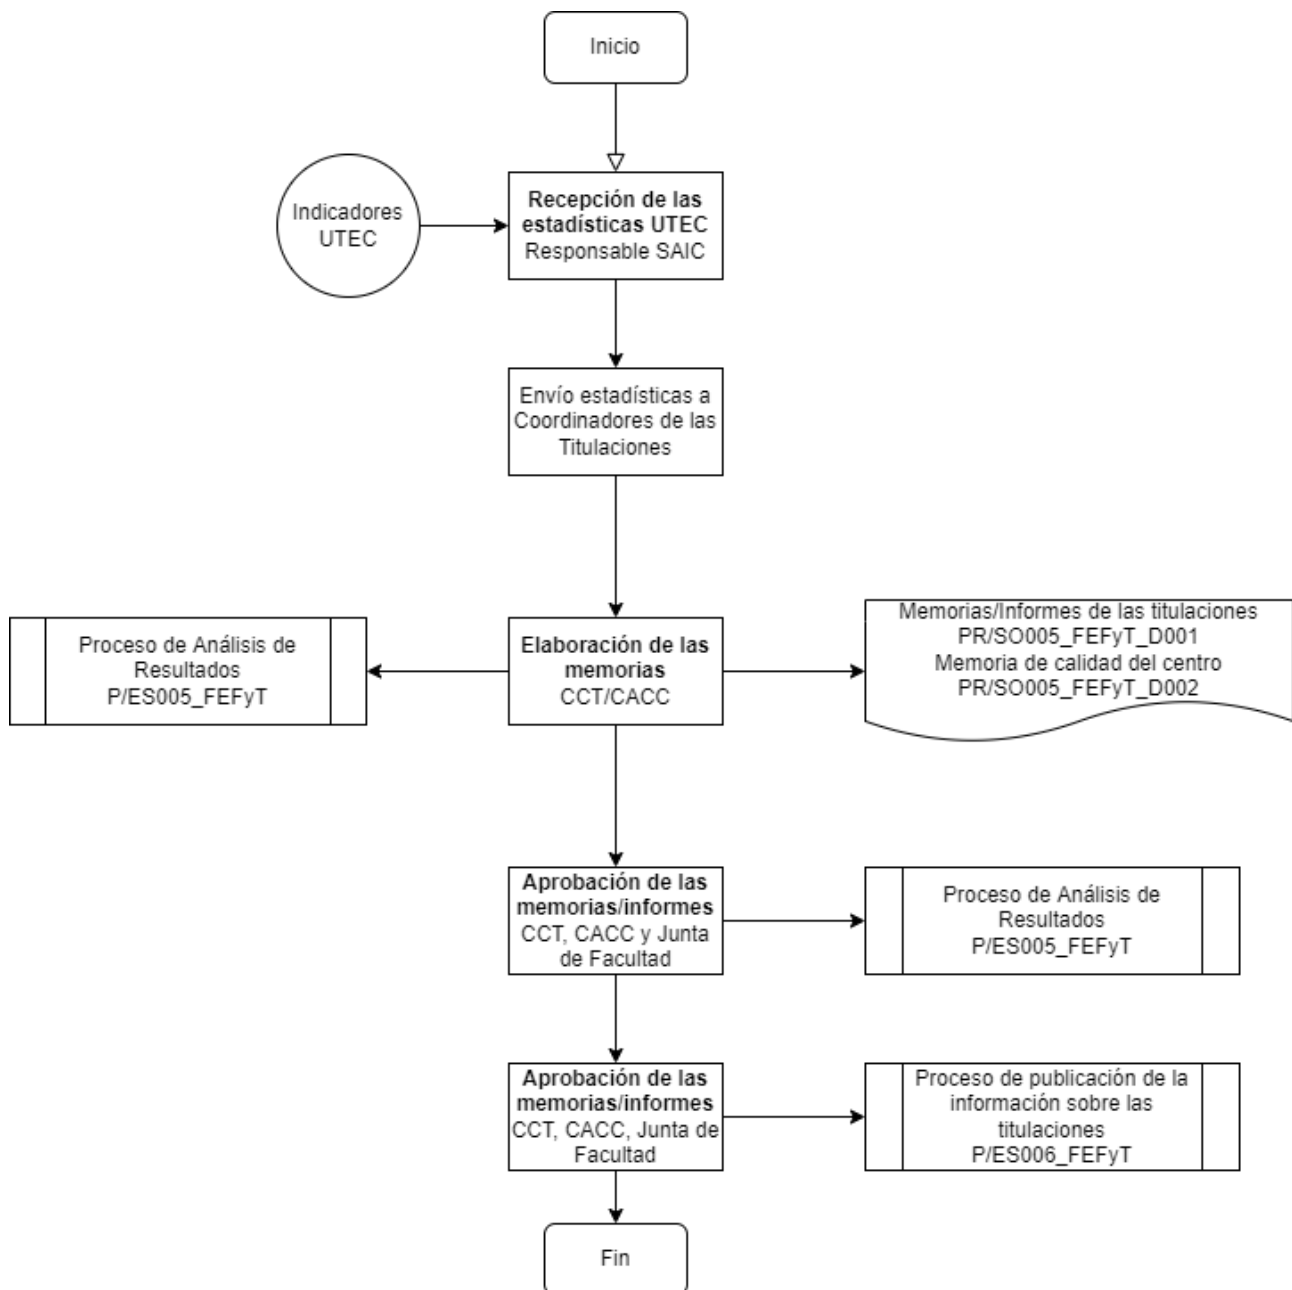 Inicio
Indicadores
UTEC
Recepción de las
estadísticas UTEC
Responsable SAIC
Envío estadísticas a
Coordinadores de las
Titulaciones
Proceso de Análisis de
Resultados
P/ES005_FEFyT
Elaboración de las
memorias
CCT/CACC
Memorias/Informes de las titulaciones
PR/SO005_FEFyT_D001
Memoria de calidad del centro
PR/SO005_FEFyT_D002
Aprobación de las
memorias/informes
CCT, CACC y Junta
de Facultad
Proceso de Análisis de
Resultados
P/ES005_FEFyT
Aprobación de las
memorias/informes
CCT, CACC, Junta de
Facultad
Proceso de publicación de la
información sobre las
titulaciones
P/ES006_FEFyT
Fin